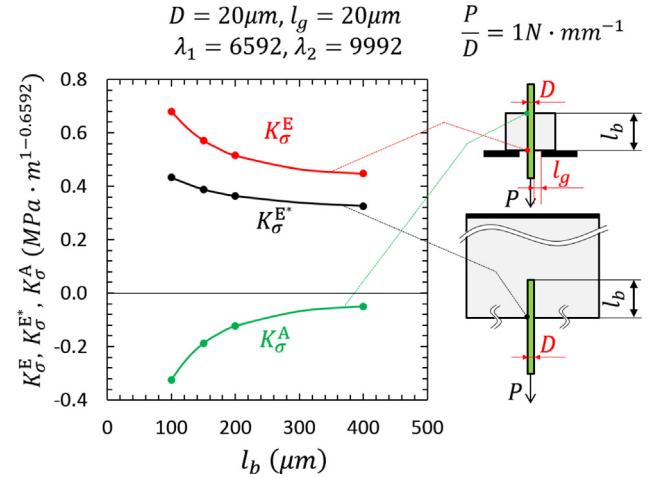 D = 20μm, l_g = 20μm
λ₁ = 6592, λ₂ = 9992
P/D = 1N · mm⁻¹
K_σ^E, K_σ^E*, K_σ^A (MPa · m^1−0.6592)
0.8
0.6
0.4
0.2
0.0
-0.2
-0.4
K_σ^E
K_σ^E*
K_σ^A
0 100 200 300 400 500
l_b (μm)
D
l_b
l_g
P
l_b
D
P